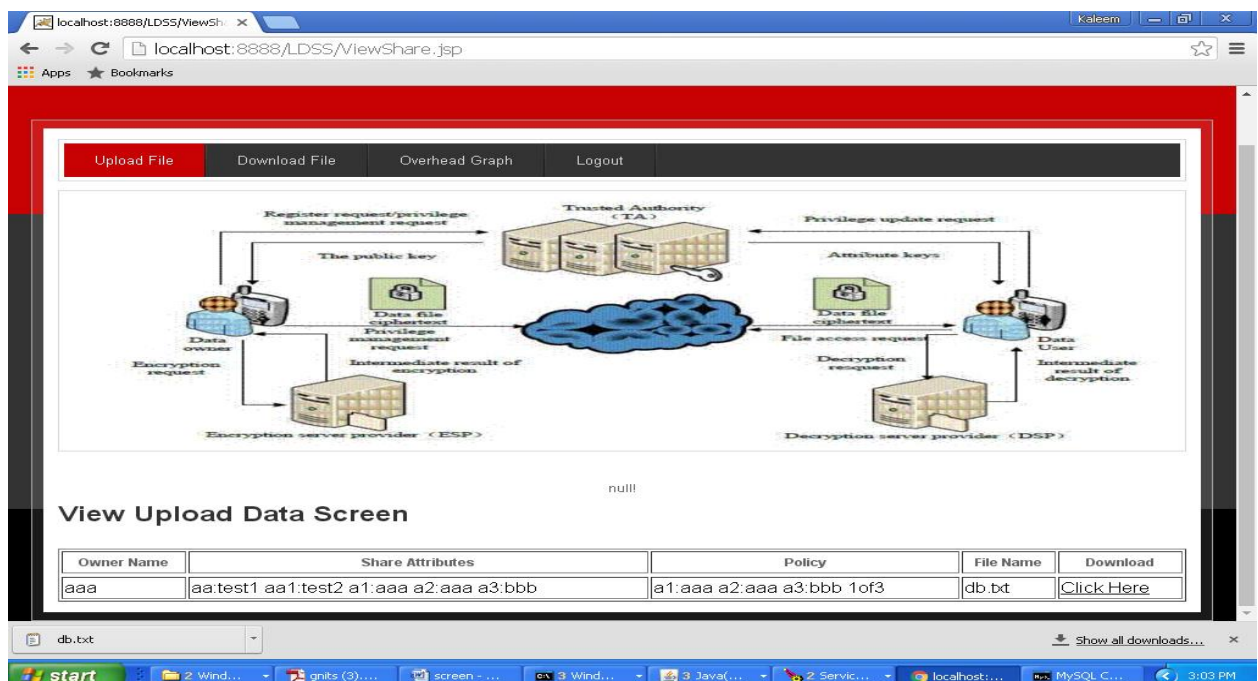 localhost:8888/LDSS/ViewSh
Kaleem
localhost:8888/LDSS/ViewShare.jsp
Apps Bookmarks
Upload File Download File Overhead Graph Logout
Trusted Authority
(TA)
Register request/privilege
management request
Privilege update request
The public key
Attribute keys
Data file
ciphertext
Privilege
management
request
Data
owner
Data file
ciphertext
File access request
Data
User
Encryption
request
Intermediate result of
encryption
Decryption
resquest
Intermediate
result of
decryption
Encryption server provider (ESP)
Decryption server provider (DSP)
null!
View Upload Data Screen
Owner Name Share Attributes Policy File Name Download
aaa aa:test1 aa1:test2 a1:aaa a2:aaa a3:bbb a1:aaa a2:aaa a3:bbb 1of3 db.txt Click Here
db.txt Show all downloads...
start 2 Wind... gnits (3).... screen - ... 3 Wind... 3 Java(... 2 Servic... localhost:... MySQL C... 3:03 PM